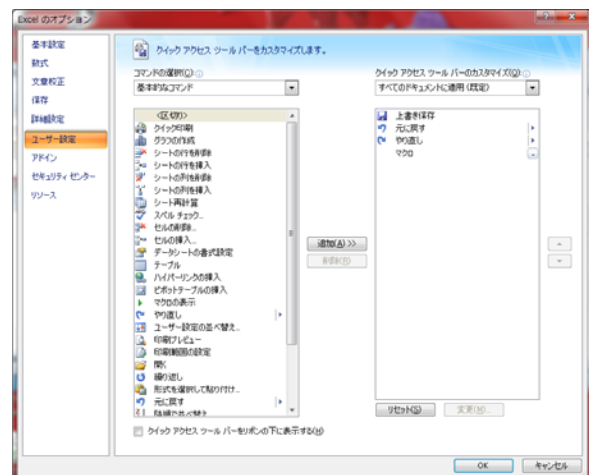 Excel のオプション
基本設定
数式
文章校正
保存
詳細設定
ユーザー設定
アドイン
セキュリティ センター
リソース
クイック アクセス ツール バーをカスタマイズします。
コマンドの選択(C):
基本的なコマンド
<区切り>
クイック印刷
グラフの作成
シートの行を削除
シートの行を挿入
シートの列を削除
シートの列を挿入
シート再計算
スペル チェック...
セルの削除...
セルの挿入...
データシートの書式設定
テーブル
ハイパーリンクの挿入
ピボットテーブルの挿入
マクロの表示
やり直し
ユーザー設定の並べ替え...
印刷プレビュー
印刷範囲の設定
開く
繰り返し
形式を選択して貼り付け...
元に戻す
降順で並べ替え
追加(A) >>
削除(R)
クイック アクセス ツール バーのカスタマイズ(Q):
すべてのドキュメントに適用 (既定)
上書き保存
元に戻す
やり直し
マクロ
リセット(S)
変更(M)...
クイック アクセス ツール バーをリボンの下に表示する(H)
OK
キャンセル